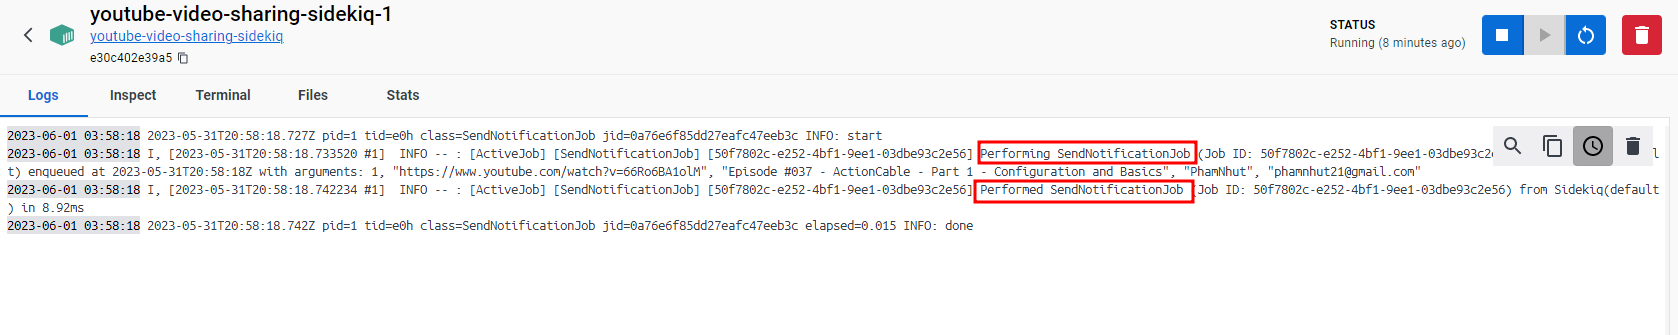 youtube-video-sharing-sidekiq-1
youtube-video-sharing-sidekiq
e30c402e39a5
STATUS
Running (8 minutes ago)
Logs Inspect Terminal Files Stats
2023-06-01 03:58:18 2023-05-31T20:58:18.727Z pid=1 tid=e0h class=SendNotificationJob jid=0a76e6f85dd27eafc47eeb3c INFO: start
2023-06-01 03:58:18 I, [2023-05-31T20:58:18.733520 #1]  INFO -- : [ActiveJob] [SendNotificationJob] [50f7802c-e252-4bf1-9ee1-03dbe93c2e56] Performing SendNotificationJob (Job ID: 50f7802c-e252-4bf1-9ee1-03dbe93c2e
t) enqueued at 2023-05-31T20:58:18Z with arguments: 1, "https://www.youtube.com/watch?v=66Ro6BA1olM", "Episode #037 - ActionCable - Part 1 - Configuration and Basics", "PhamNhut", "phamnhut21@gmail.com"
2023-06-01 03:58:18 I, [2023-05-31T20:58:18.742234 #1]  INFO -- : [ActiveJob] [SendNotificationJob] [50f7802c-e252-4bf1-9ee1-03dbe93c2e56] Performed SendNotificationJob (Job ID: 50f7802c-e252-4bf1-9ee1-03dbe93c2e56) from Sidekiq(default
) in 8.92ms
2023-06-01 03:58:18 2023-05-31T20:58:18.742Z pid=1 tid=e0h class=SendNotificationJob jid=0a76e6f85dd27eafc47eeb3c elapsed=0.015 INFO: done